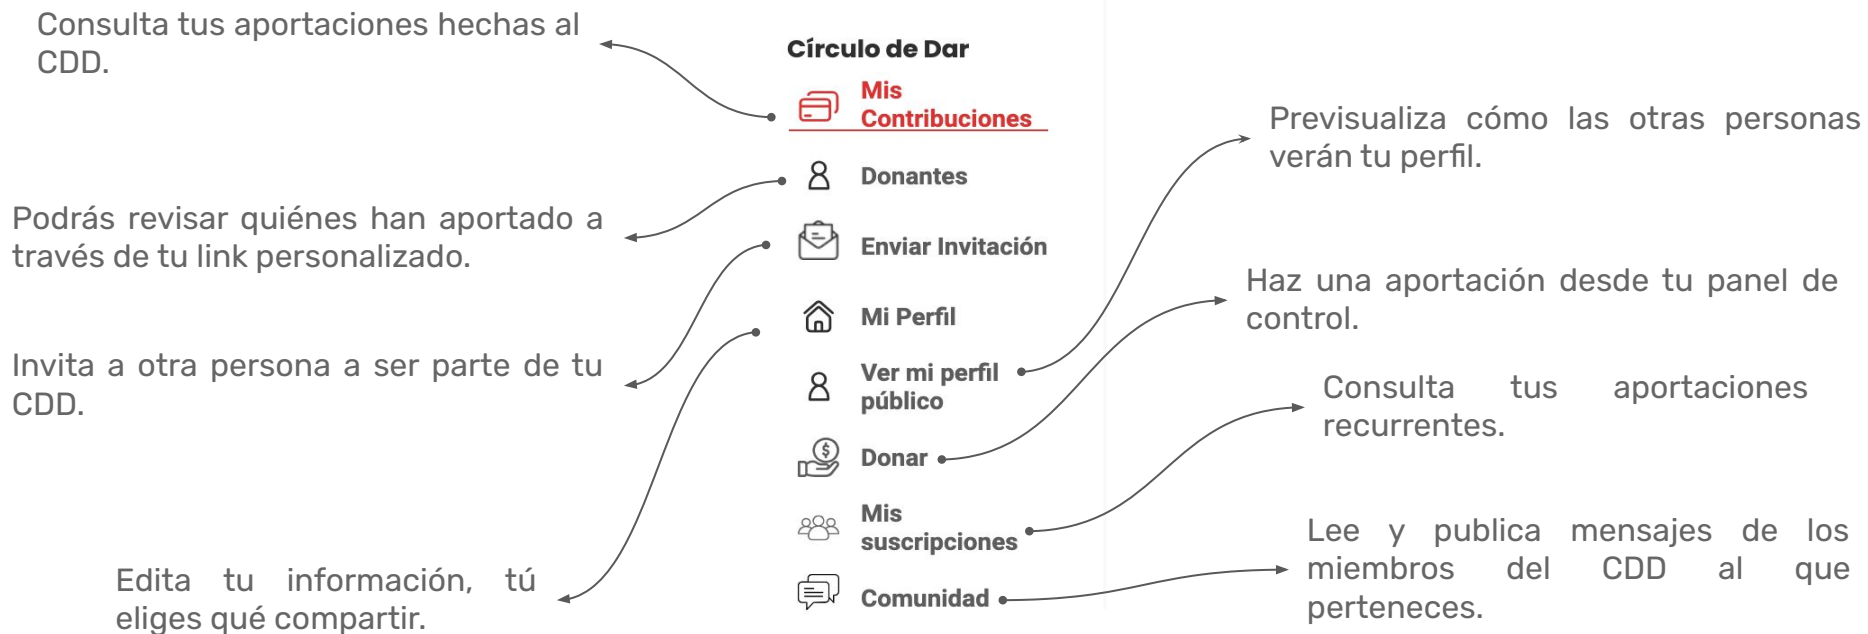 Consulta tus aportaciones hechas al
CDD.
Podrás revisar quiénes han aportado a
través de tu link personalizado.
Invita a otra persona a ser parte de tu
CDD.
Edita tu información, tú
eliges qué compartir.
Círculo de Dar
Mis
Contribuciones
Donantes
Enviar Invitación
Mi Perfil
Ver mi perfil
público
$
Donar
Mis
suscripciones
Comunidad
Previsualiza cómo las otras personas
verán tu perfil.
Haz una aportación desde tu panel de
control.
Consulta tus aportaciones
recurrentes.
Lee y publica mensajes de los
miembros del CDD al que
perteneces.